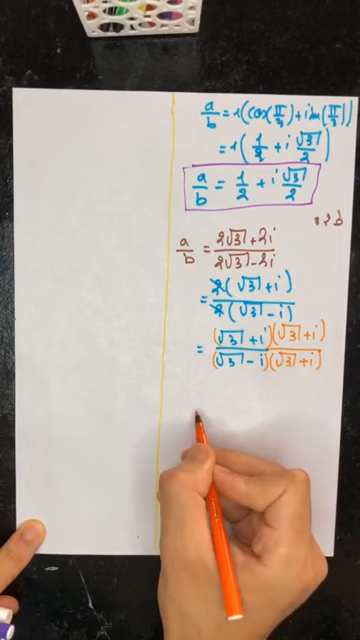 a/b = 1(cos(π/3) + i sin(π/3))
= 1(1/2 + i √3/2)
a/b = 1/2 + i √3/2
a/b = 2√3 + 2i / 2√3 - 2i
= 2(√3 + i) / 2(√3 - i)
= (√3 + i)(√3 + i) / (√3 - i)(√3 + i)